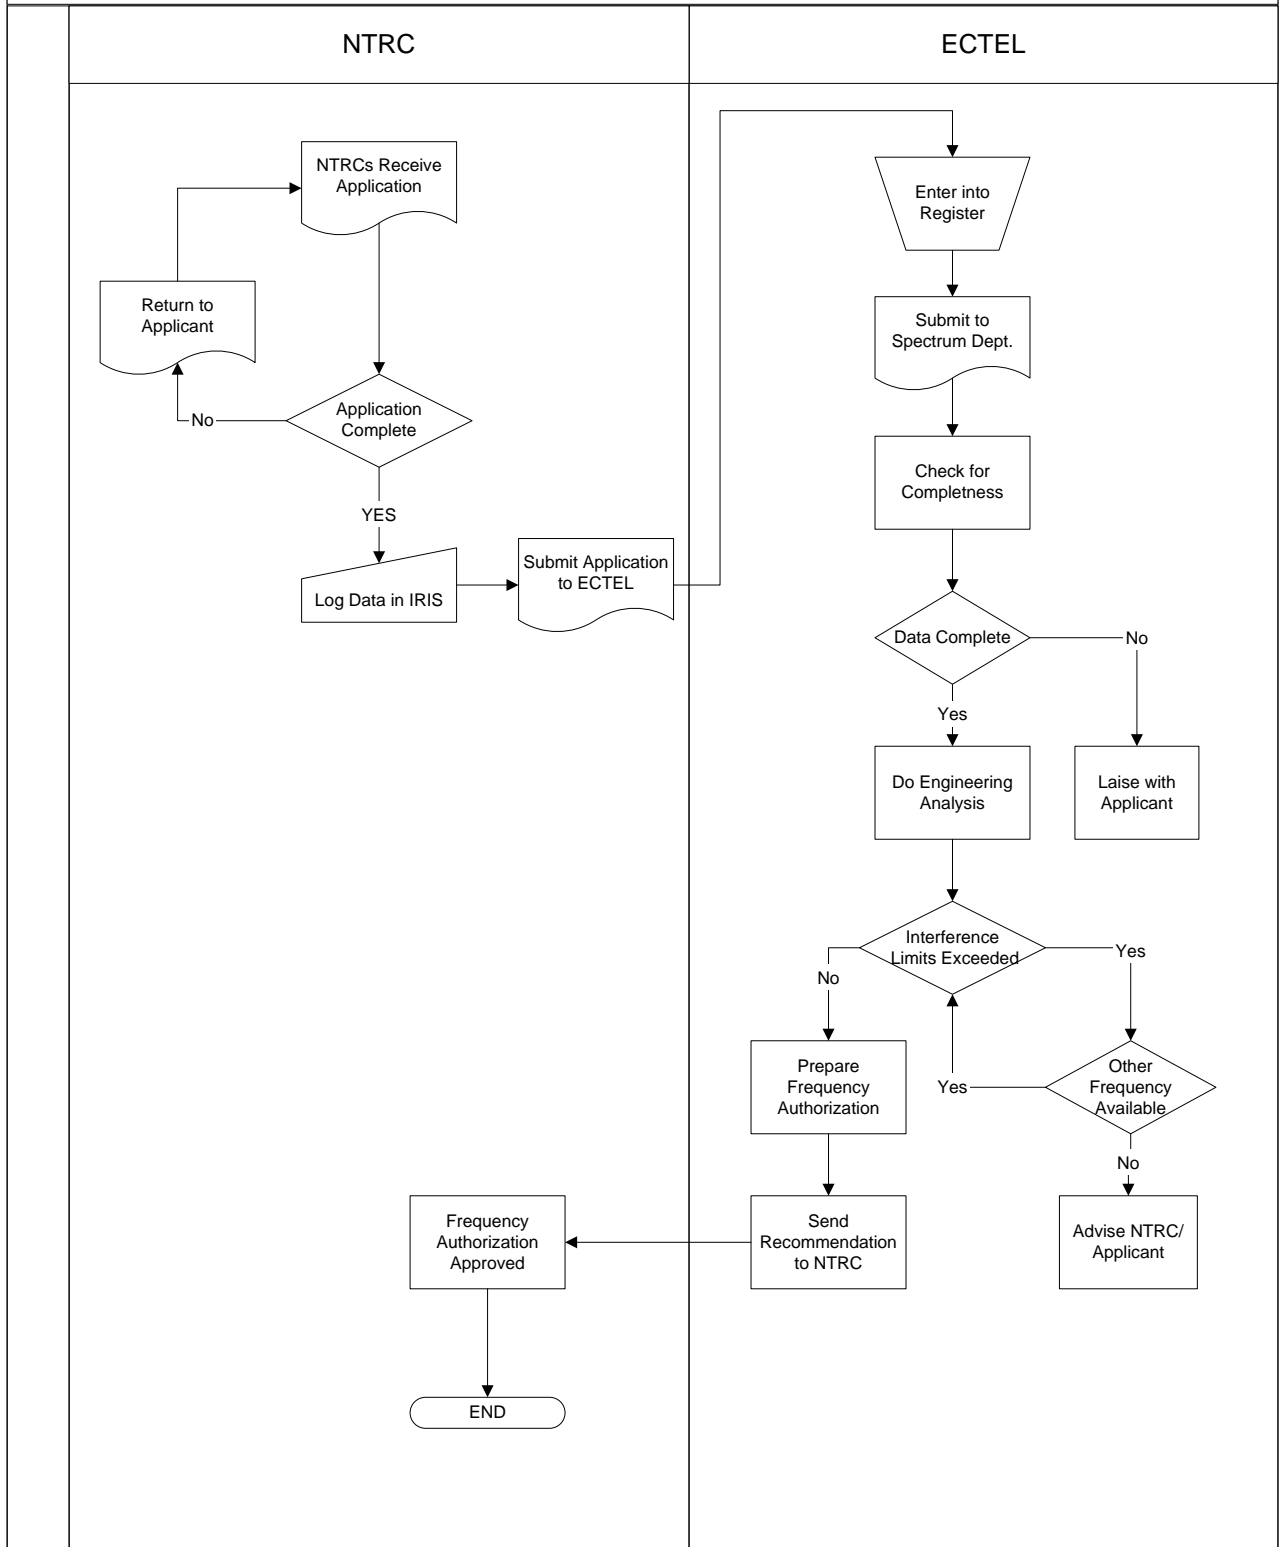 NTRC
ECTEL
NTRCs Receive
Application
Return to
Applicant
Application
Complete
No
YES
Log Data in IRIS
Submit Application
to ECTEL
Enter into
Register
Submit to
Spectrum Dept.
Check for
Completness
Data Complete
No
Yes
Do Engineering
Analysis
Laise with
Applicant
Interference
Limits Exceeded
No
Yes
Prepare
Frequency
Authorization
Yes
Other
Frequency
Available
No
Send
Recommendation
to NTRC
Advise NTRC/
Applicant
Frequency
Authorization
Approved
END